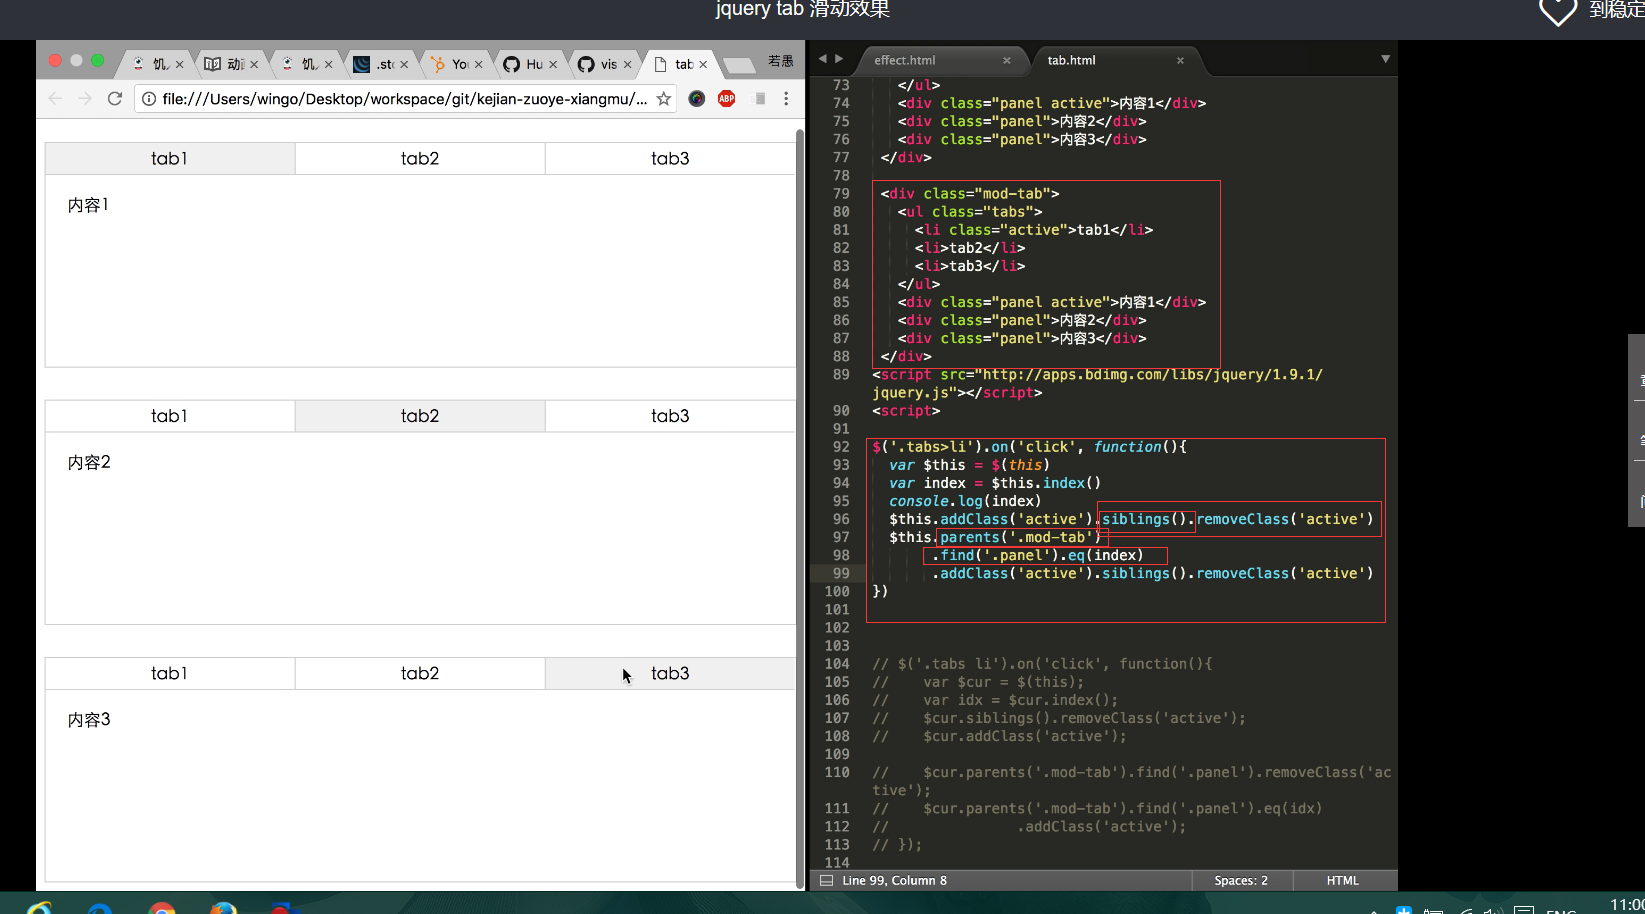 jquery tab 滑动效果
到稳定
饥
动
饥
.st
You
Hu
vis
tab
若愚
file:///Users/wingo/Desktop/workspace/git/kejian-zuoye-xiangmu/...
ABP
tab1 tab2 tab3
内容1
tab1 tab2 tab3
内容2
tab1 tab2 tab3
内容3
effect.html
tab.html
73 </ul>
74 <div class="panel active">内容1</div>
75 <div class="panel">内容2</div>
76 <div class="panel">内容3</div>
77 </div>
78
79 <div class="mod-tab">
80 <ul class="tabs">
81 <li class="active">tab1</li>
82 <li>tab2</li>
83 <li>tab3</li>
84 </ul>
85 <div class="panel active">内容1</div>
86 <div class="panel">内容2</div>
87 <div class="panel">内容3</div>
88 </div>
89 <script src="http://apps.bdimg.com/libs/jquery/1.9.1/
jquery.js"></script>
90 <script>
91
92 $('.tabs>li').on('click', function(){
93 var $this = $(this)
94 var index = $this.index()
95 console.log(index)
96 $this.addClass('active').siblings().removeClass('active')
97 $this.parents('.mod-tab')
98 .find('.panel').eq(index)
99 .addClass('active').siblings().removeClass('active')
100 })
101
102
103
104 // $('.tabs li').on('click', function(){
105 // var $cur = $(this);
106 // var idx = $cur.index();
107 // $cur.siblings().removeClass('active');
108 // $cur.addClass('active');
109
110 // $cur.parents('.mod-tab').find('.panel').removeClass('ac
tive');
111 // $cur.parents('.mod-tab').find('.panel').eq(idx)
112 // .addClass('active');
113 // });
114
Line 99, Column 8
Spaces: 2
HTML
ENG
11:00